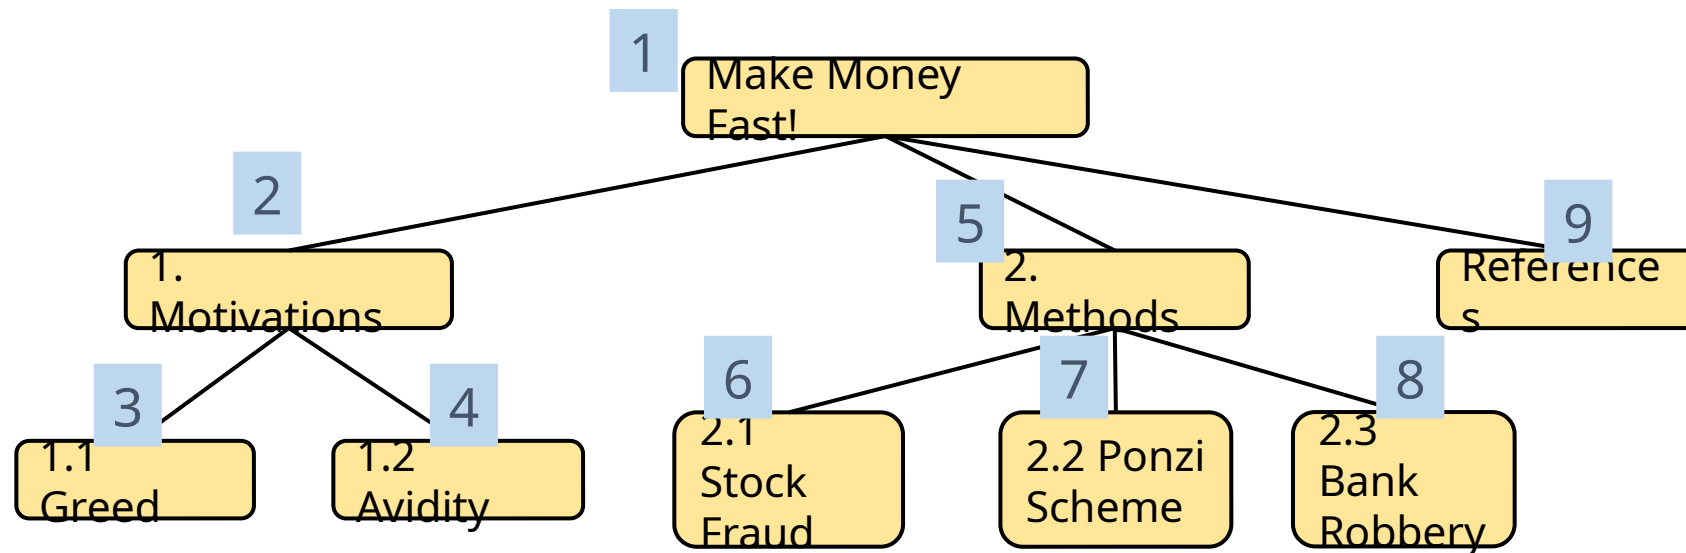 1
Make Money
Fast!
2
1.
Motivations
3
1.1
Greed
4
1.2
Avidity
5
2.
Methods
6
2.1
Stock
Fraud
7
2.2 Ponzi
Scheme
8
2.3
Bank
Robbery
9
Reference
s